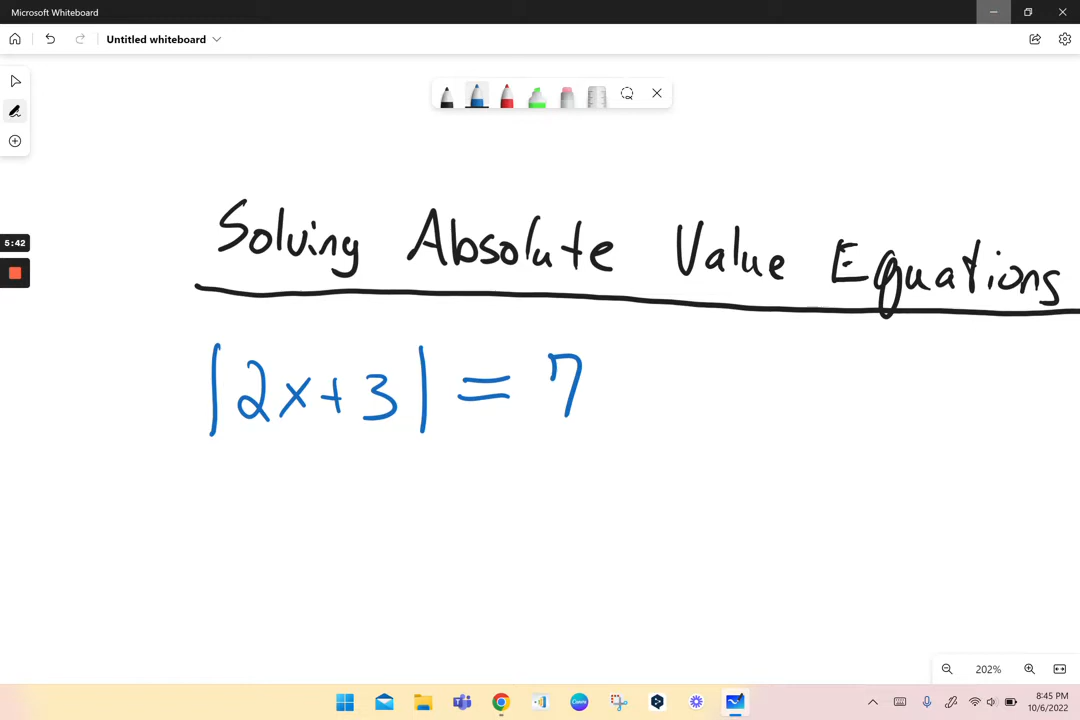 Microsoft Whiteboard
Untitled whiteboard
5:42
Solving Absolute Value Equations
|2x+3| = 7
202%
8:45 PM
10/6/2022